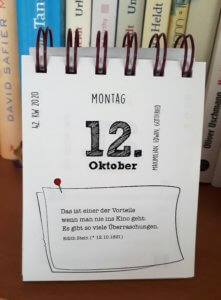 DAVID SAFIER
Heldt
MONTAG
42. KW 2020
12.
Oktober
MAXIMILIAN, EDWIN, GOTTFRIED
Das ist einer der Vorteile
wenn man nie ins Kino geht:
Es gibt so viele Überraschungen.
Edith Stein (* 12.10.1891)